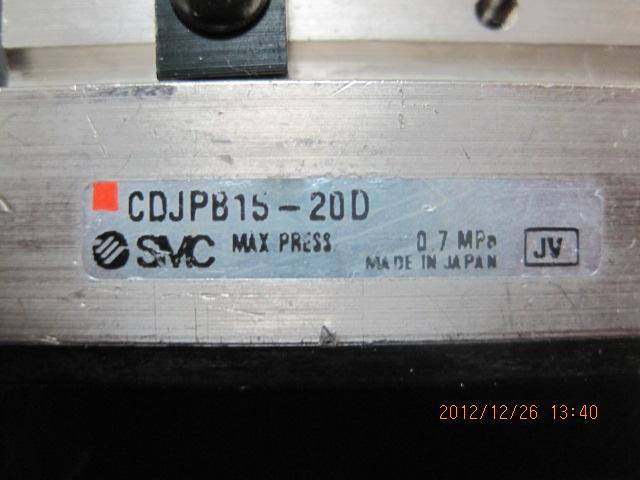 CDJPB15-20D
SMC MAX PRESS 0.7 MPa
MADE IN JAPAN
JV
2012/12/26 13:40